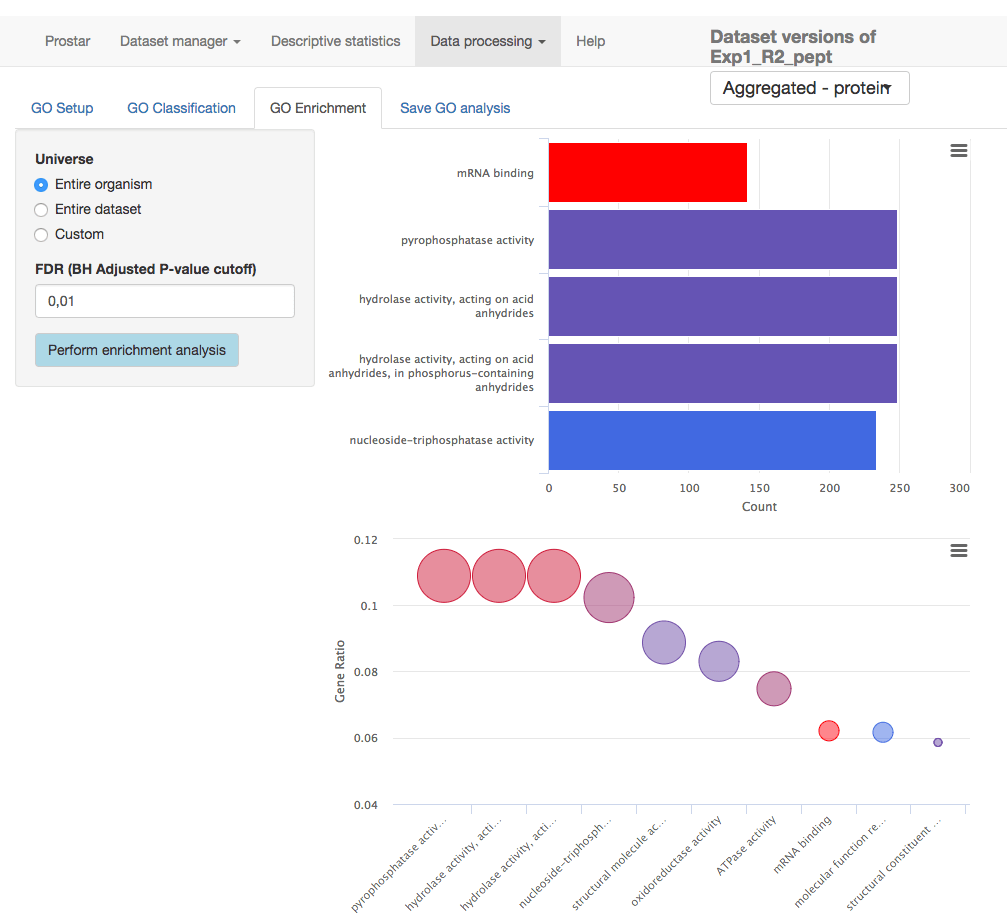 Prostar
Dataset manager
Descriptive statistics
Data processing
Help
Dataset versions of
Exp1_R2_pept
Aggregated - protein
GO Setup
GO Classification
GO Enrichment
Save GO analysis
Universe
Entire organism
Entire dataset
Custom
FDR (BH Adjusted P-value cutoff)
0,01
Perform enrichment analysis
mRNA binding
pyrophosphatase activity
hydrolase activity, acting on acid
anhydrides
hydrolase activity, acting on acid
anhydrides, in phosphorus-containing
anhydrides
nucleoside-triphosphatase activity
0 50 100 150 200 250 300
Count
0.12
0.1
0.08
0.06
0.04
Gene Ratio
pyrophosphatase activ...
hydrolase activity, acti...
hydrolase activity, acti...
nucleoside-triphosph...
structural molecule ac...
oxidoreductase activity
ATPase activity
mRNA binding
molecular function re...
structural constituent ...